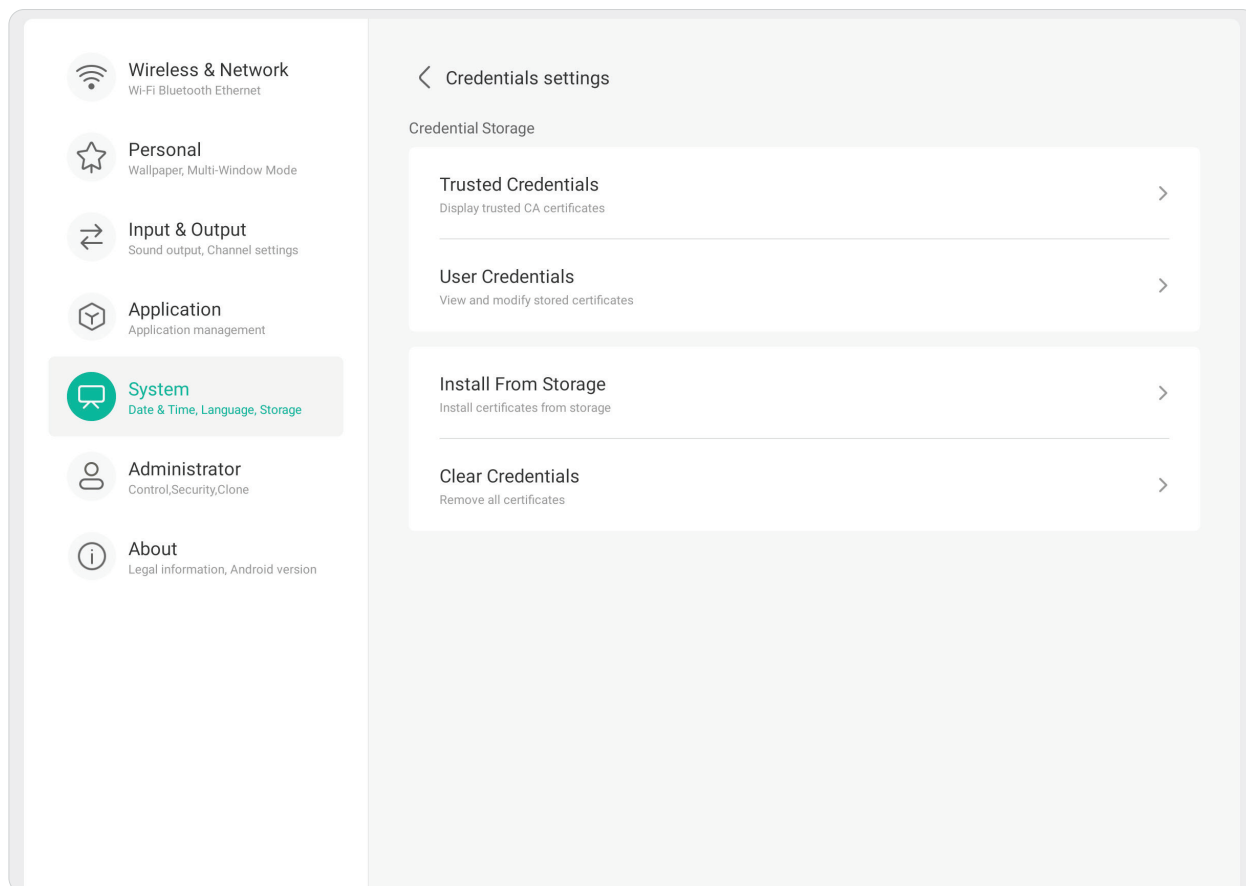 Wireless & Network
Wi-Fi Bluetooth Ethernet
Personal
Wallpaper, Multi-Window Mode
Input & Output
Sound output, Channel settings
Application
Application management
System
Date & Time, Language, Storage
Administrator
Control,Security,Clone
About
Legal information, Android version
Credentials settings
Credential Storage
Trusted Credentials
Display trusted CA certificates
User Credentials
View and modify stored certificates
Install From Storage
Install certificates from storage
Clear Credentials
Remove all certificates